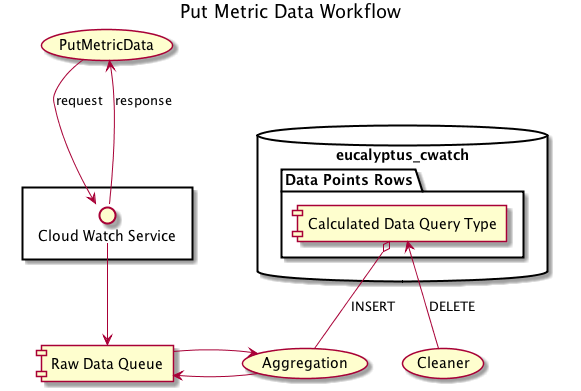 Put Metric Data Workflow
PutMetricData
request
response
eucalyptus_cwatch
Data Points Rows
Calculated Data Query Type
Cloud Watch Service
INSERT
DELETE
Raw Data Queue
Aggregation
Cleaner